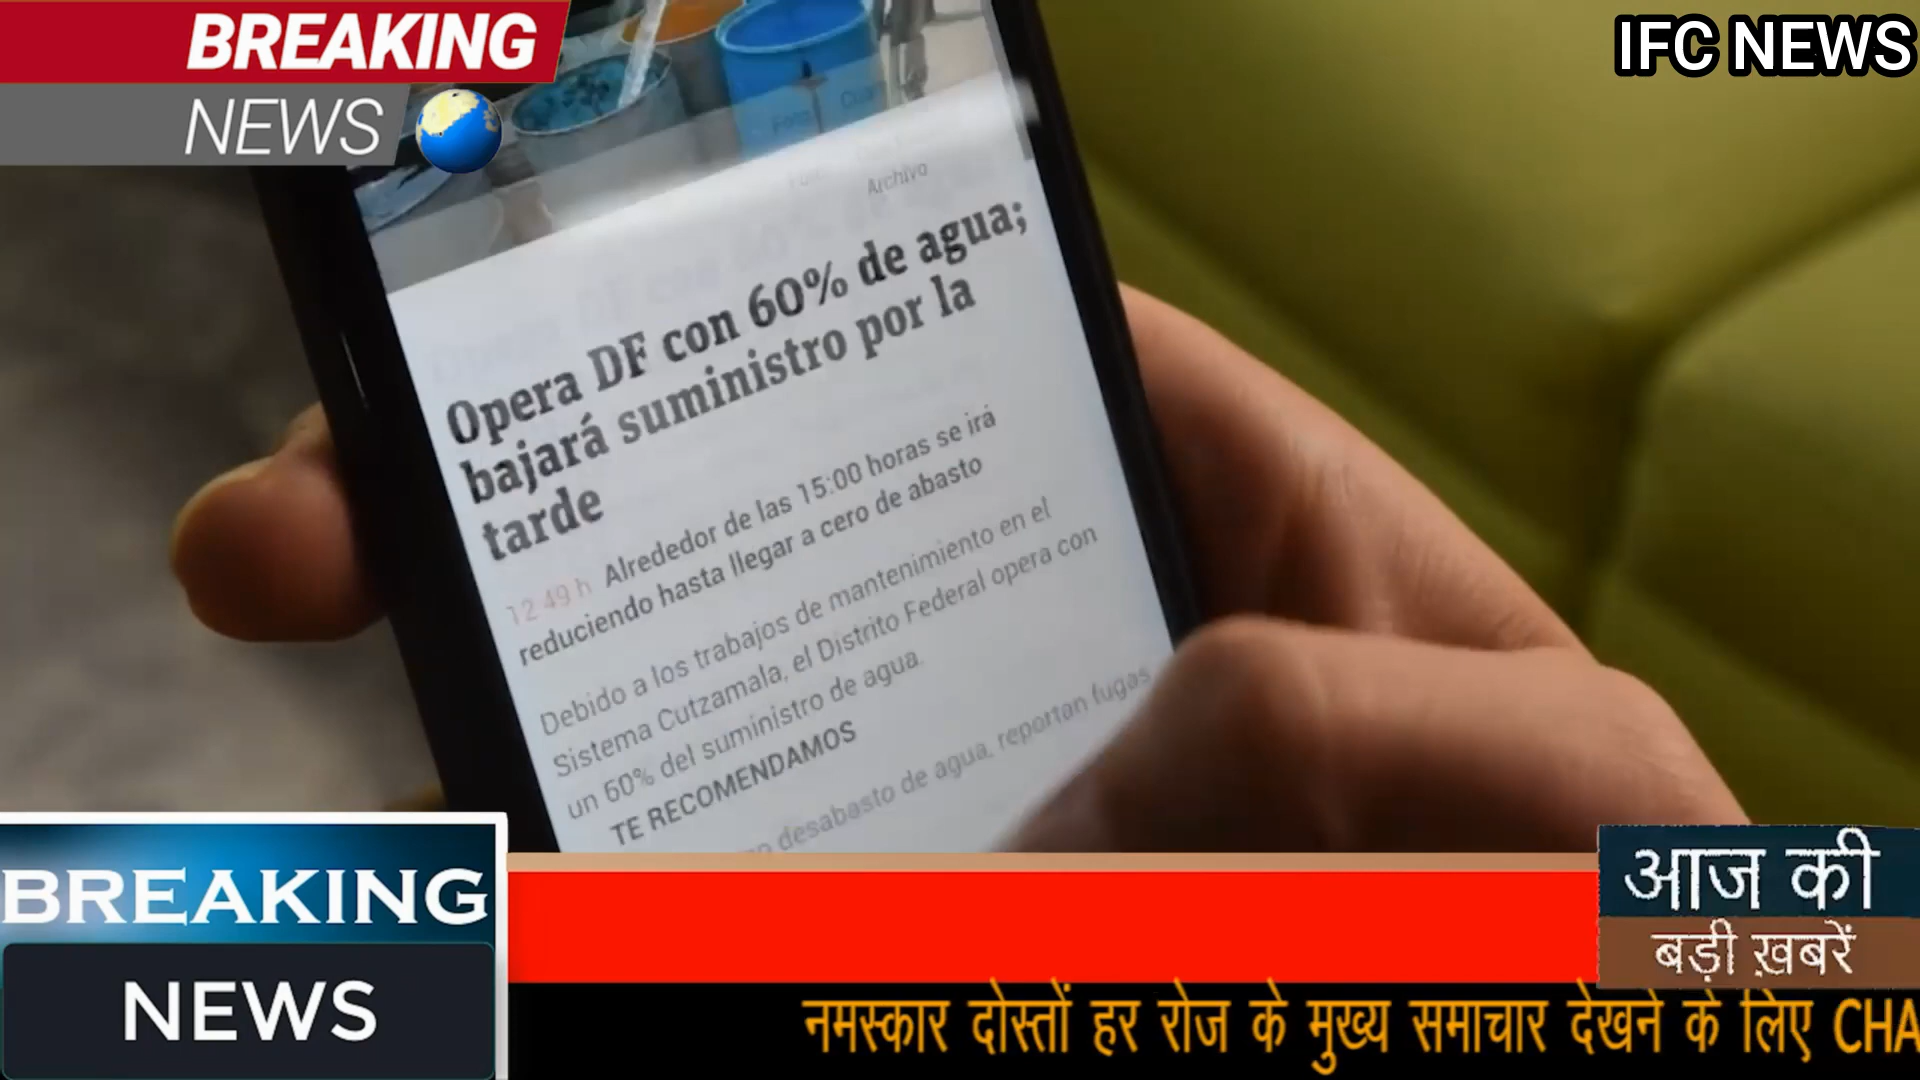 BREAKING
NEWS
IFC NEWS
Archivo
Opera DF con 60% de agua;
bajará suministro por la
tarde
12:49 h Alrededor de las 15:00 horas se irá
reduciendo hasta llegar a cero de abasto
Debido a los trabajos de mantenimiento en el
Sistema Cutzamala, el Distrito Federal opera con
un 60% del suministro de agua.
TE RECOMENDAMOS
desabasto de agua, reportan fugas
BREAKING
NEWS
आज की
बड़ी ख़बरें
नमस्कार दोस्तों हर रोज के मुख्य समाचार देखने के लिए CHA